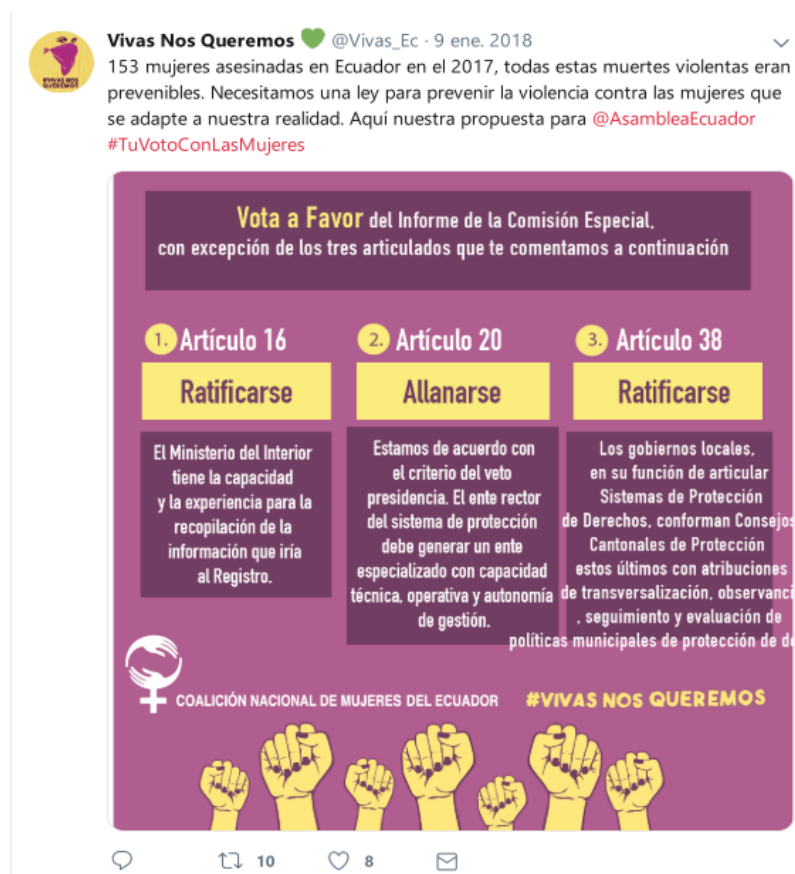 Vivas Nos Queremos 💚 @Vivas_Ec · 9 ene. 2018
153 mujeres asesinadas en Ecuador en el 2017, todas estas muertes violentas eran
prevenibles. Necesitamos una ley para prevenir la violencia contra las mujeres que
se adapte a nuestra realidad. Aquí nuestra propuesta para @AsambleaEcuador
#TuVotoConLasMujeres
#VIVAS NOS
QUEREMOS
Vota a Favor del Informe de la Comisión Especial,
con excepción de los tres articulados que te comentamos a continuación
1. Artículo 16
Ratificarse
El Ministerio del Interior
tiene la capacidad
y la experiencia para la
recopilación de la
información que iría
al Registro.
2. Artículo 20
Allanarse
Estamos de acuerdo con
el criterio del veto
presidencia. El ente rector
del sistema de protección
debe generar un ente
especializado con capacidad
técnica, operativa y autonomía
de gestión.
3. Artículo 38
Ratificarse
Los gobiernos locales,
en su función de articular
Sistemas de Protección
de Derechos, conforman Consejos
Cantonales de Protección
estos últimos con atribuciones
de transversalización, observanci
, seguimiento y evaluación de
políticas municipales de protección de de
COALICIÓN NACIONAL DE MUJERES DEL ECUADOR
#VIVAS NOS QUEREMOS
10
8